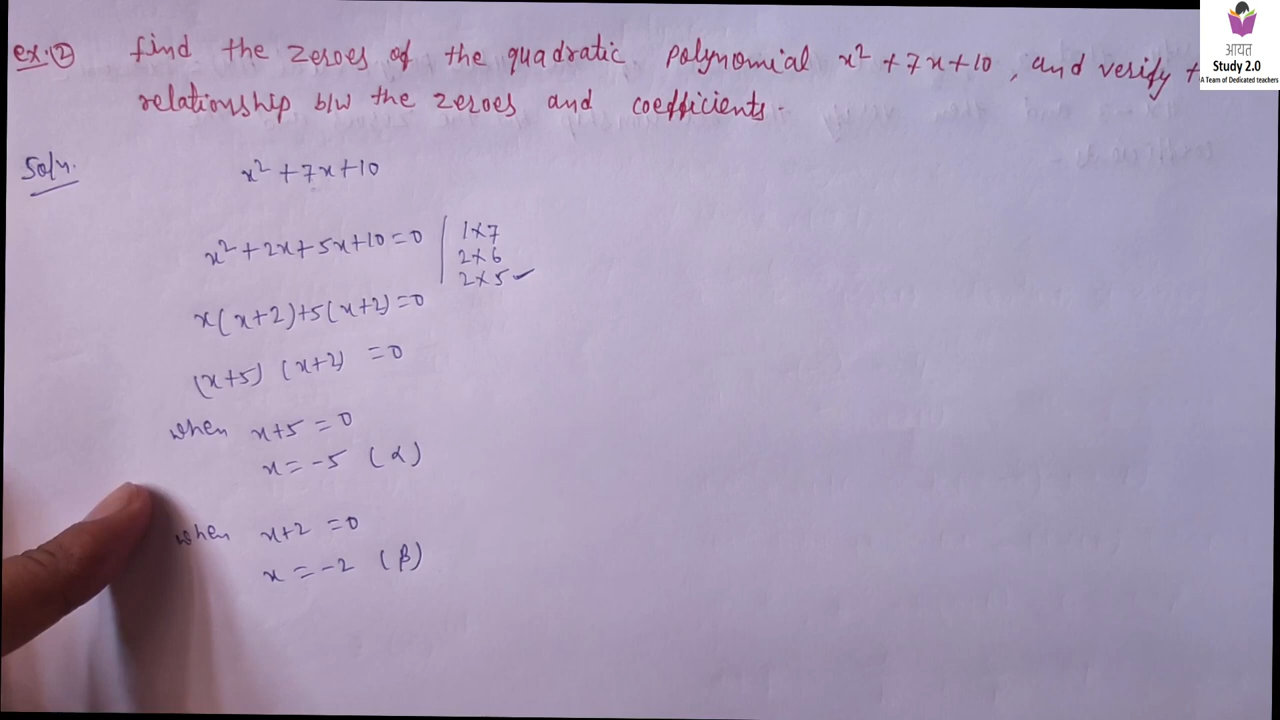 ex.② find the zeroes of the quadratic polynomial x² + 7x + 10, and verify t
relationship b/w the zeroes and coefficients.
Soln.
x² + 7x + 10
x² + 2x + 5x + 10 = 0
1×7
2×6
2×5 ✓
x(x+2)+5(x+2)=0
(x+5) (x+2) = 0
when x+5 = 0
x = -5 (α)
when x+2 = 0
x = -2 (β)
आयत
Study 2.0
A Team of Dedicated teachers